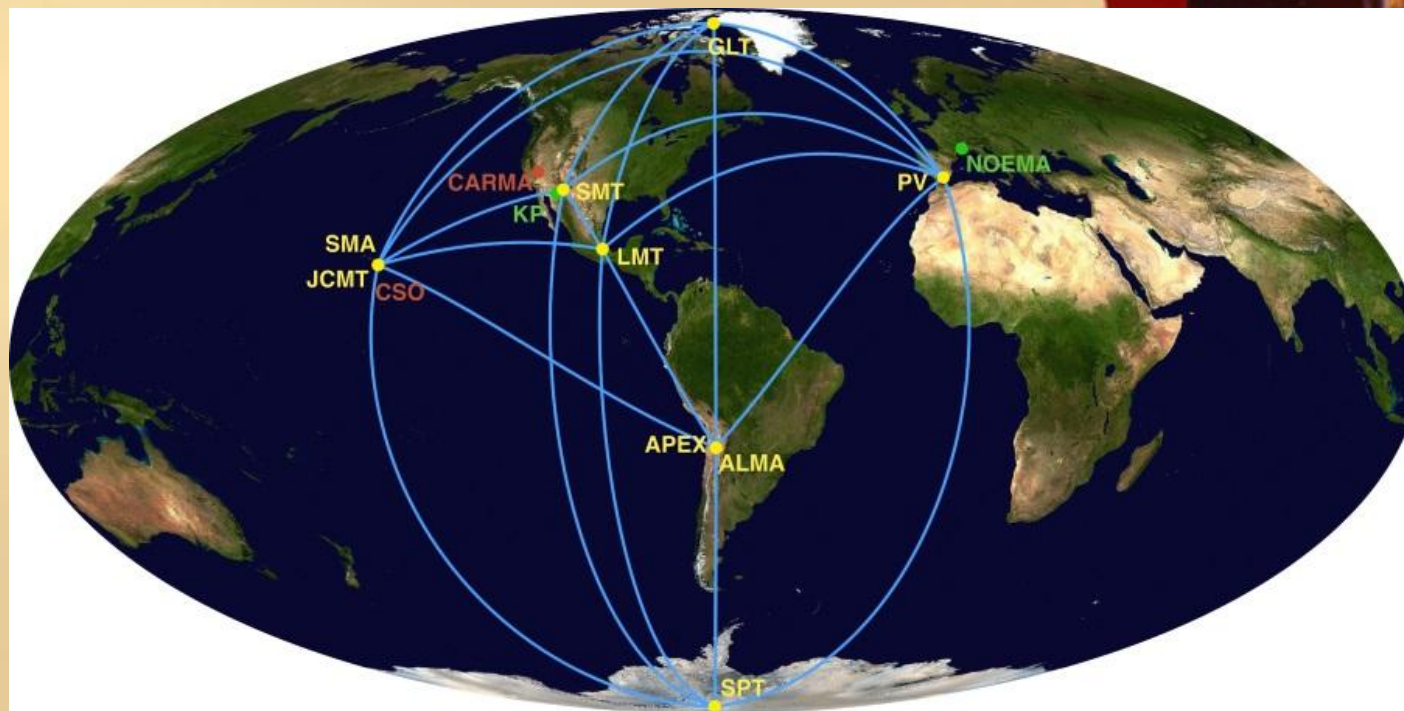 GLT
NOEMA
CARMA
SMT
PV
KP
SMA
LMT
JCMT
CSO
APEX
ALMA
SPT